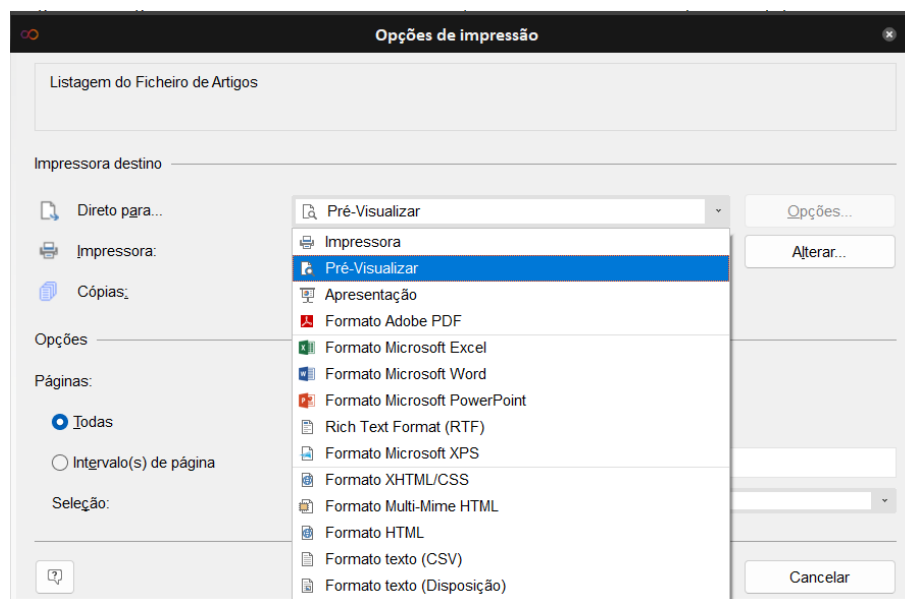 Opções de impressão
Listagem do Ficheiro de Artigos
Impressora destino
Direto para...
Pré-Visualizar
Opções...
Impressora:
Impressora
Alterar...
Pré-Visualizar
Cópias:
Apresentação
Formato Adobe PDF
Opções
Formato Microsoft Excel
Páginas:
Formato Microsoft Word
Formato Microsoft PowerPoint
Todas
Rich Text Format (RTF)
Intervalo(s) de página
Formato Microsoft XPS
Formato XHTML/CSS
Seleção:
Formato Multi-Mime HTML
Formato HTML
Formato texto (CSV)
Formato texto (Disposição)
Cancelar